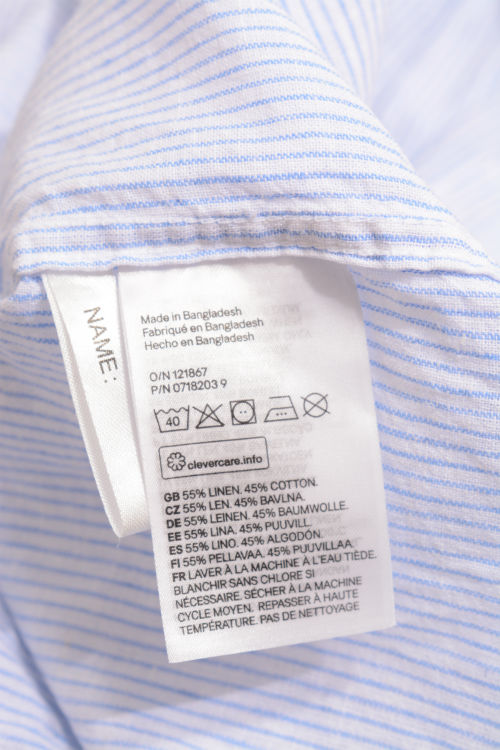 NAME:
Made in Bangladesh
Fabriqué en Bangladesh
Hecho en Bangladesh
O/N 121867
P/N 0718203 9
40
clevercare.info
GB 55% LINEN. 45% COTTON.
CZ 55% LEN. 45% BAVLNA.
DE 55% LEINEN. 45% BAUMWOLLE.
EE 55% LINA. 45% PUUVILL.
ES 55% LINO. 45% ALGODÓN.
FI 55% PELLAVAA. 45% PUUVILLAA.
FR LAVER À LA MACHINE À L'EAU TIÈDE.
BLANCHIR SANS CHLORE SI
NÉCESSAIRE. SÉCHER À LA MACHINE
CYCLE MOYEN. REPASSER À HAUTE
TEMPÉRATURE. PAS DE NETTOYAGE